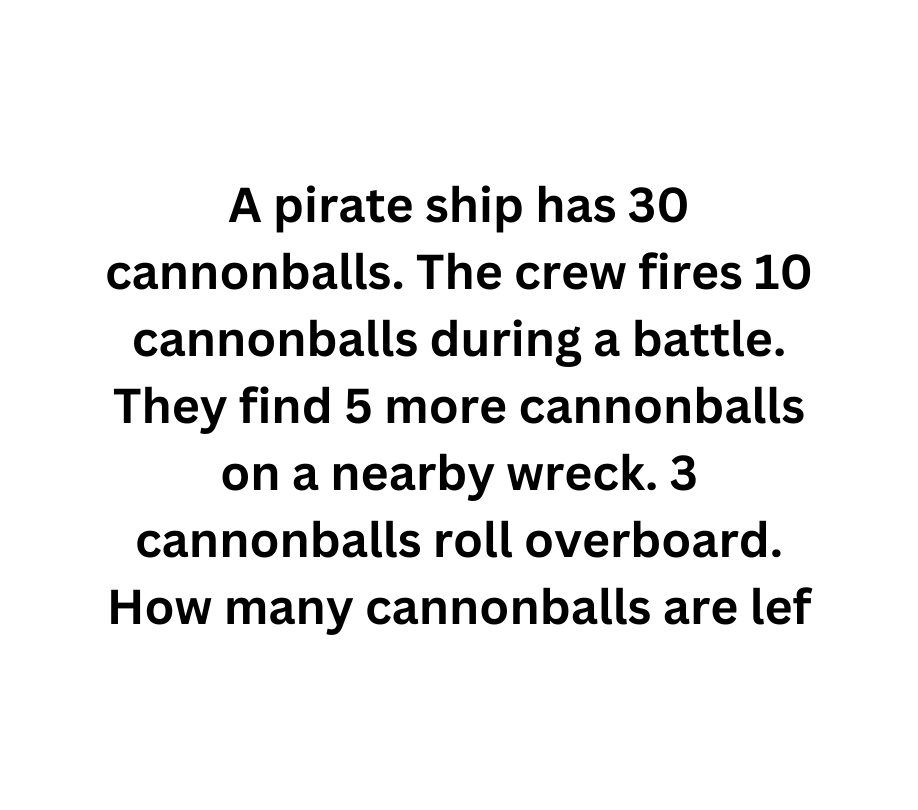 A pirate ship has 30
cannonballs. The crew fires 10
cannonballs during a battle.
They find 5 more cannonballs
on a nearby wreck. 3
cannonballs roll overboard.
How many cannonballs are lef